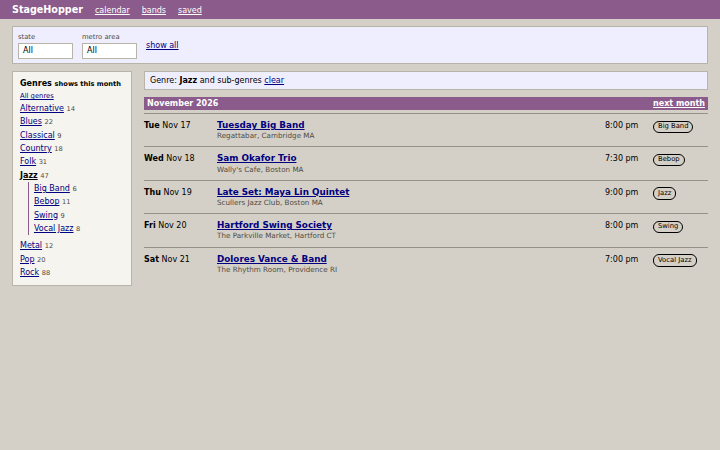 StageHopper calendar bands saved
state metro area
All All show all
Genres shows this month
All genres
Alternative 14
Blues 22
Classical 9
Country 18
Folk 31
Jazz 47
Big Band 6
Bebop 11
Swing 9
Vocal Jazz 8
Metal 12
Pop 20
Rock 88
Genre: Jazz and sub-genres clear
November 2026 next month
Tue Nov 17 Tuesday Big Band 8:00 pm Big Band
Regattabar, Cambridge MA
Wed Nov 18 Sam Okafor Trio 7:30 pm Bebop
Wally's Cafe, Boston MA
Thu Nov 19 Late Set: Maya Lin Quintet 9:00 pm Jazz
Scullers Jazz Club, Boston MA
Fri Nov 20 Hartford Swing Society 8:00 pm Swing
The Parkville Market, Hartford CT
Sat Nov 21 Dolores Vance & Band 7:00 pm Vocal Jazz
The Rhythm Room, Providence RI